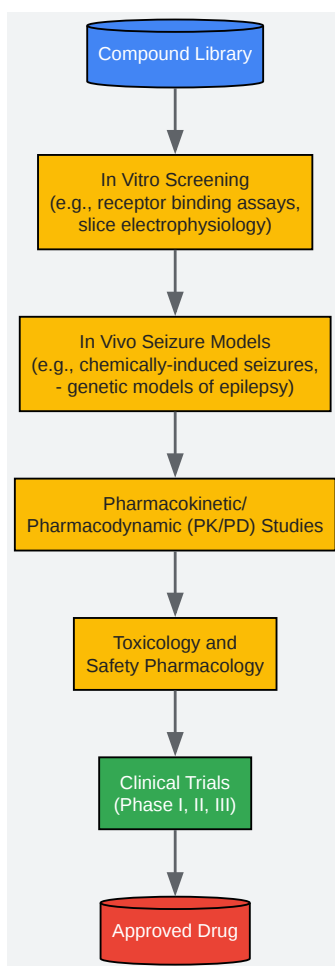 Compound Library
In Vitro Screening
(e.g., receptor binding assays,
slice electrophysiology)
In Vivo Seizure Models
(e.g., chemically-induced seizures,
- genetic models of epilepsy)
Pharmacokinetic/
Pharmacodynamic (PK/PD) Studies
Toxicology and
Safety Pharmacology
Clinical Trials
(Phase I, II, III)
Approved Drug